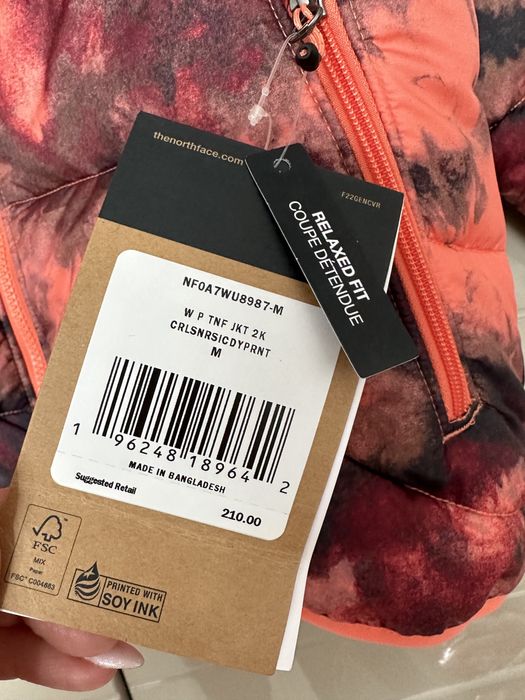 thenorthface.com
F22GENCVR
RELAXED FIT
COUPE DÉTENDUE
NF0A7WU8987-M
W P TNF JKT 2K
CRLSNRSICDYPRNT
M
1 96248 18964 2
MADE IN BANGLADESH
Suggested Retail
210.00
FSC
MIX
Paper
FSC® C004663
PRINTED WITH
SOY INK